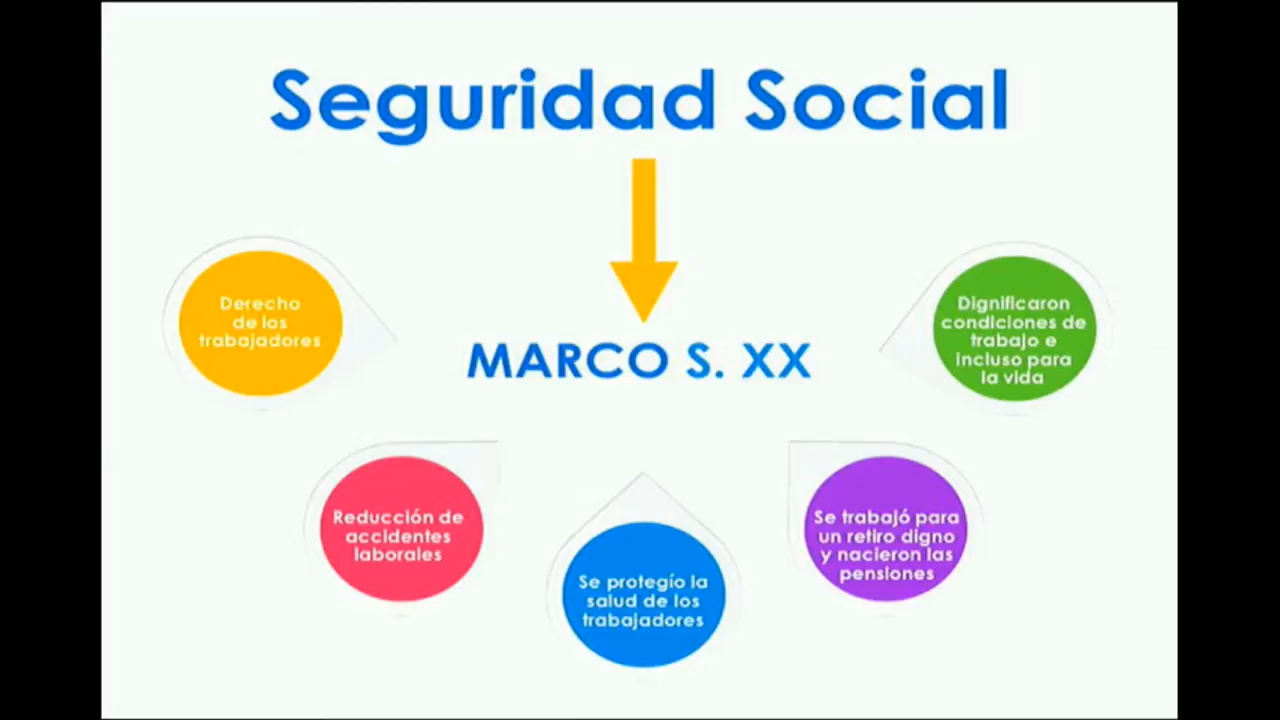 Seguridad Social
MARCO S. XX
Derecho
de los
trabajadores
Reducción de
accidentes
laborales
Se protegío la
salud de los
trabajadores
Se trabajó para
un retiro digno
y nacieron las
pensiones
Dignificaron
condiciones de
trabajo e
incluso para
la vida